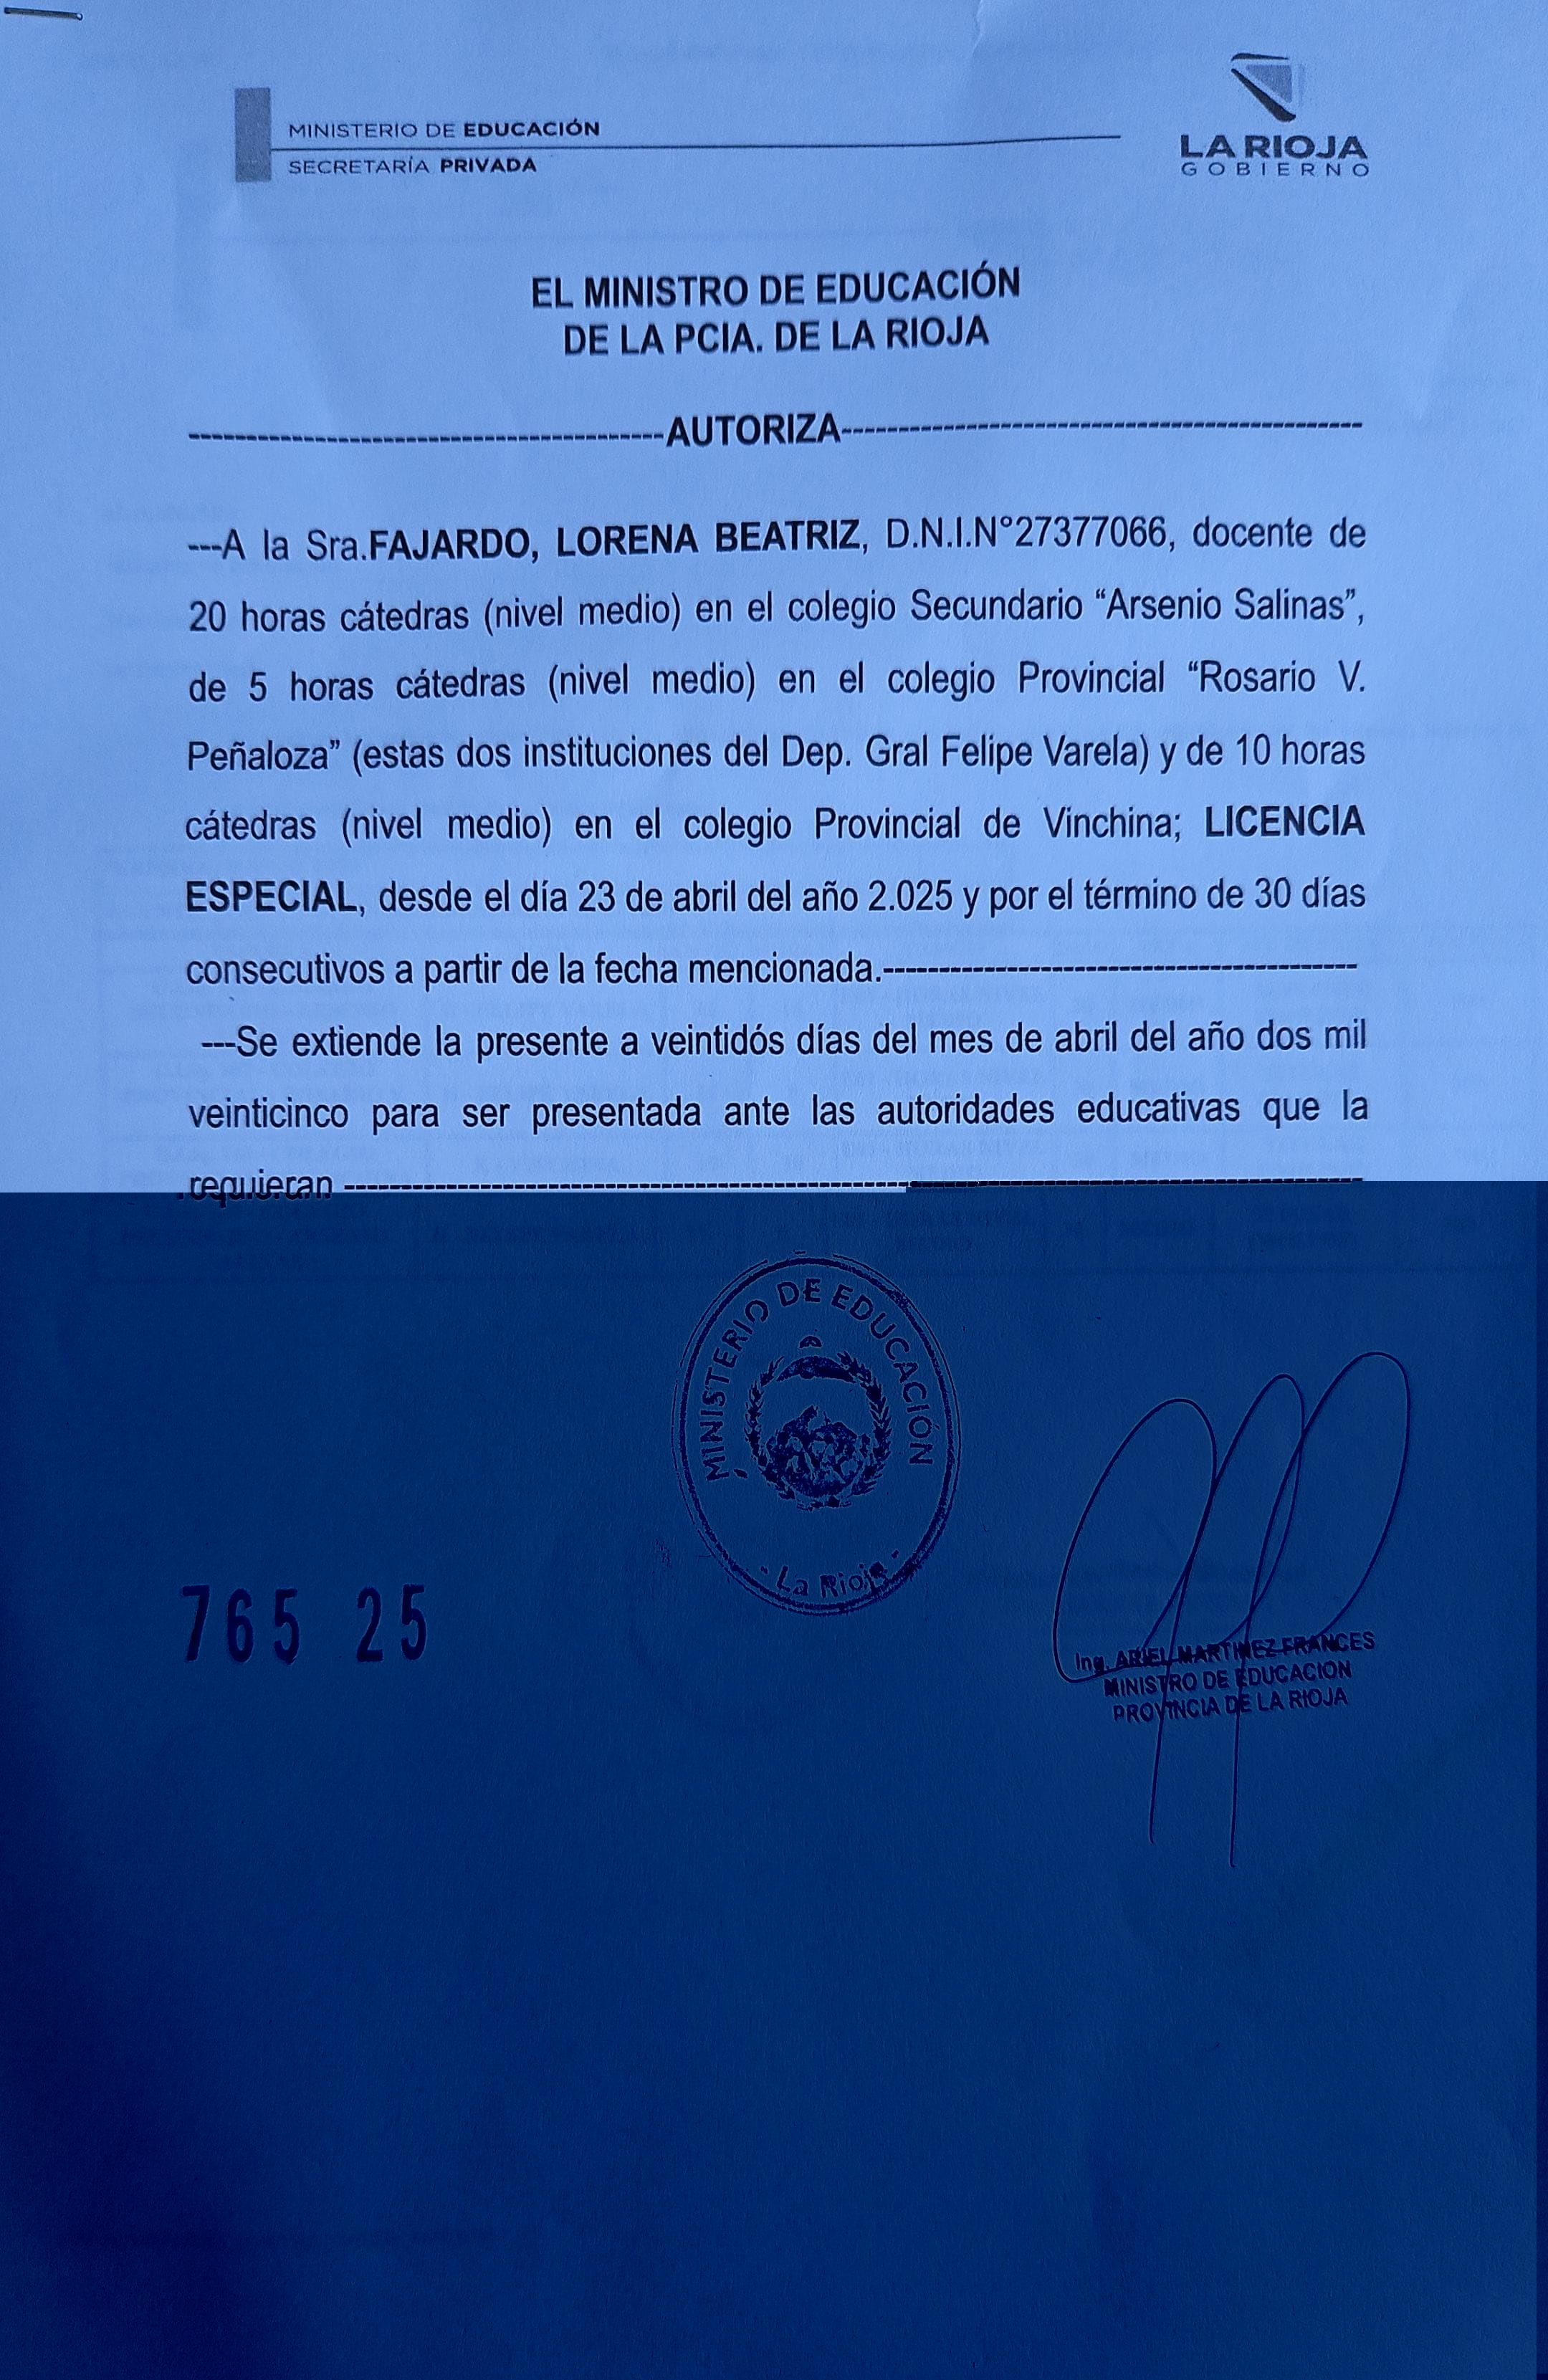 MINISTERIO DE EDUCACIÓN
SECRETARÍA PRIVADA
LA RIOJA
GOBIERNO
EL MINISTRO DE EDUCACIÓN
DE LA PCIA. DE LA RIOJA
-----------------------------------------AUTORIZA---------------------------------------------
---A la Sra.FAJARDO, LORENA BEATRIZ, D.N.I.N°27377066, docente de
20 horas cátedras (nivel medio) en el colegio Secundario “Arsenio Salinas”,
de 5 horas cátedras (nivel medio) en el colegio Provincial “Rosario V.
Peñaloza” (estas dos instituciones del Dep. Gral Felipe Varela) y de 10 horas
cátedras (nivel medio) en el colegio Provincial de Vinchina; LICENCIA
ESPECIAL, desde el día 23 de abril del año 2.025 y por el término de 30 días
consecutivos a partir de la fecha mencionada.-----------------------------------------
---Se extiende la presente a veintidós días del mes de abril del año dos mil
veinticinco para ser presentada ante las autoridades educativas que la
requieran ----------------------------------------------------------------------------------------
MINISTERIO DE EDUCACIÓN
- La Rioja -
765 25
Ing. ARIEL MARTINEZ FRANCES
MINISTRO DE EDUCACION
PROVINCIA DE LA RIOJA